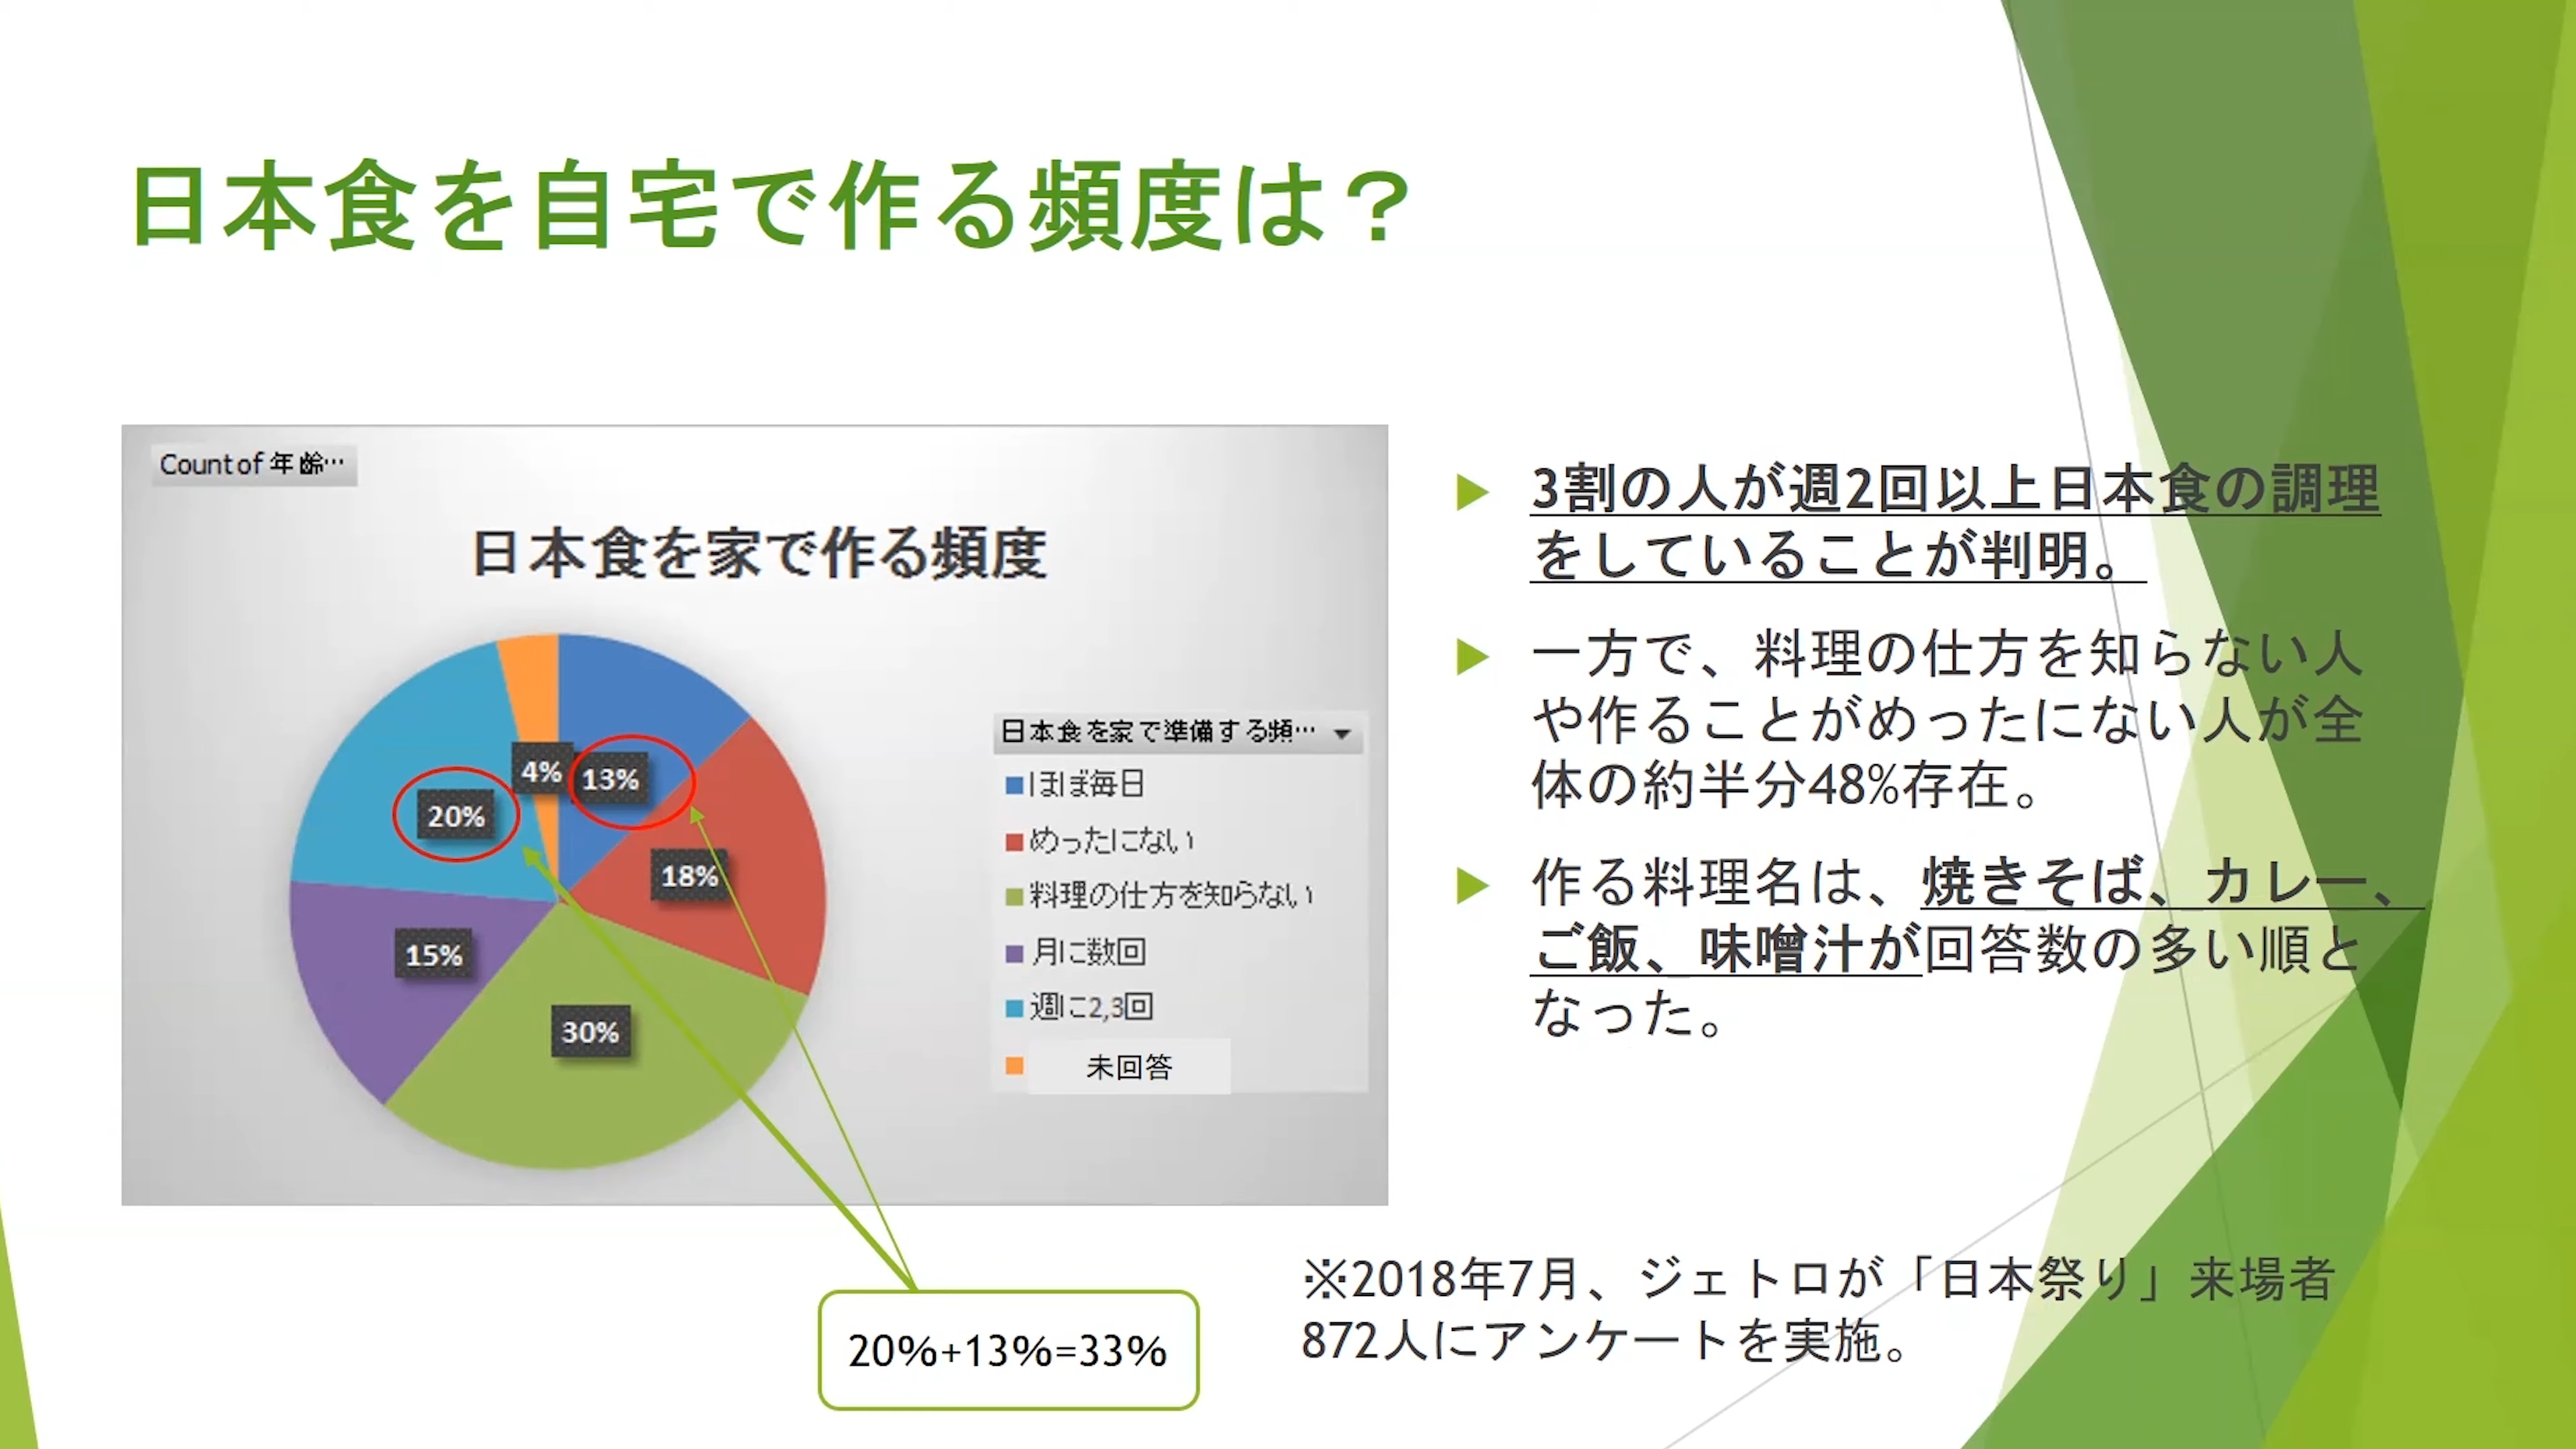 日本食を自宅で作る頻度は？
Count of 年齢…
日本食を家で作る頻度
4%
13%
20%
18%
15%
30%
日本食を家で準備する頻…
ほぼ毎日
めったにない
料理の仕方を知らない
月に数回
週に2,3回
未回答
20%+13%=33%
3割の人が週2回以上日本食の調理
をしていることが判明。
一方で、料理の仕方を知らない人
や作ることがめったにない人が全
体の約半分48%存在。
作る料理名は、焼きそば、カレー、
ご飯、味噌汁が回答数の多い順と
なった。
※2018年7月、ジェトロが「日本祭り」来場者
872人にアンケートを実施。